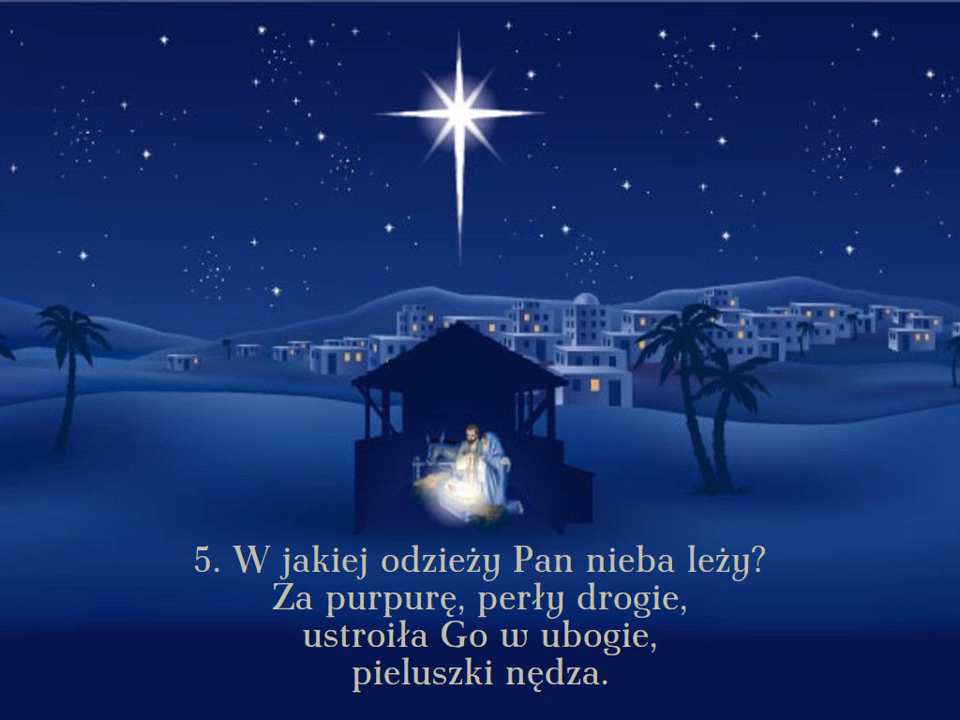 5. W jakiej odzieży Pan nieba leży?
Za purpurę, perły drogie,
ustroiła Go w ubogie,
pieluszki nędza.